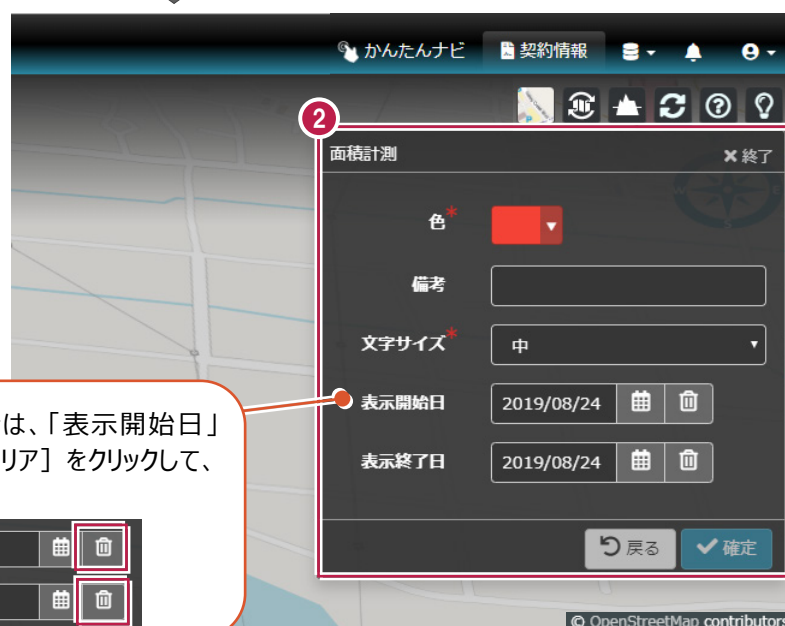 かんたんナビ 契約情報
2
面積計測 ×終了
色*
備考
文字サイズ* 中
表示開始日 2019/08/24
表示終了日 2019/08/24
戻る 確定
は、「表示開始日」
リア］をクリックして、
© OpenStreetMap contributors